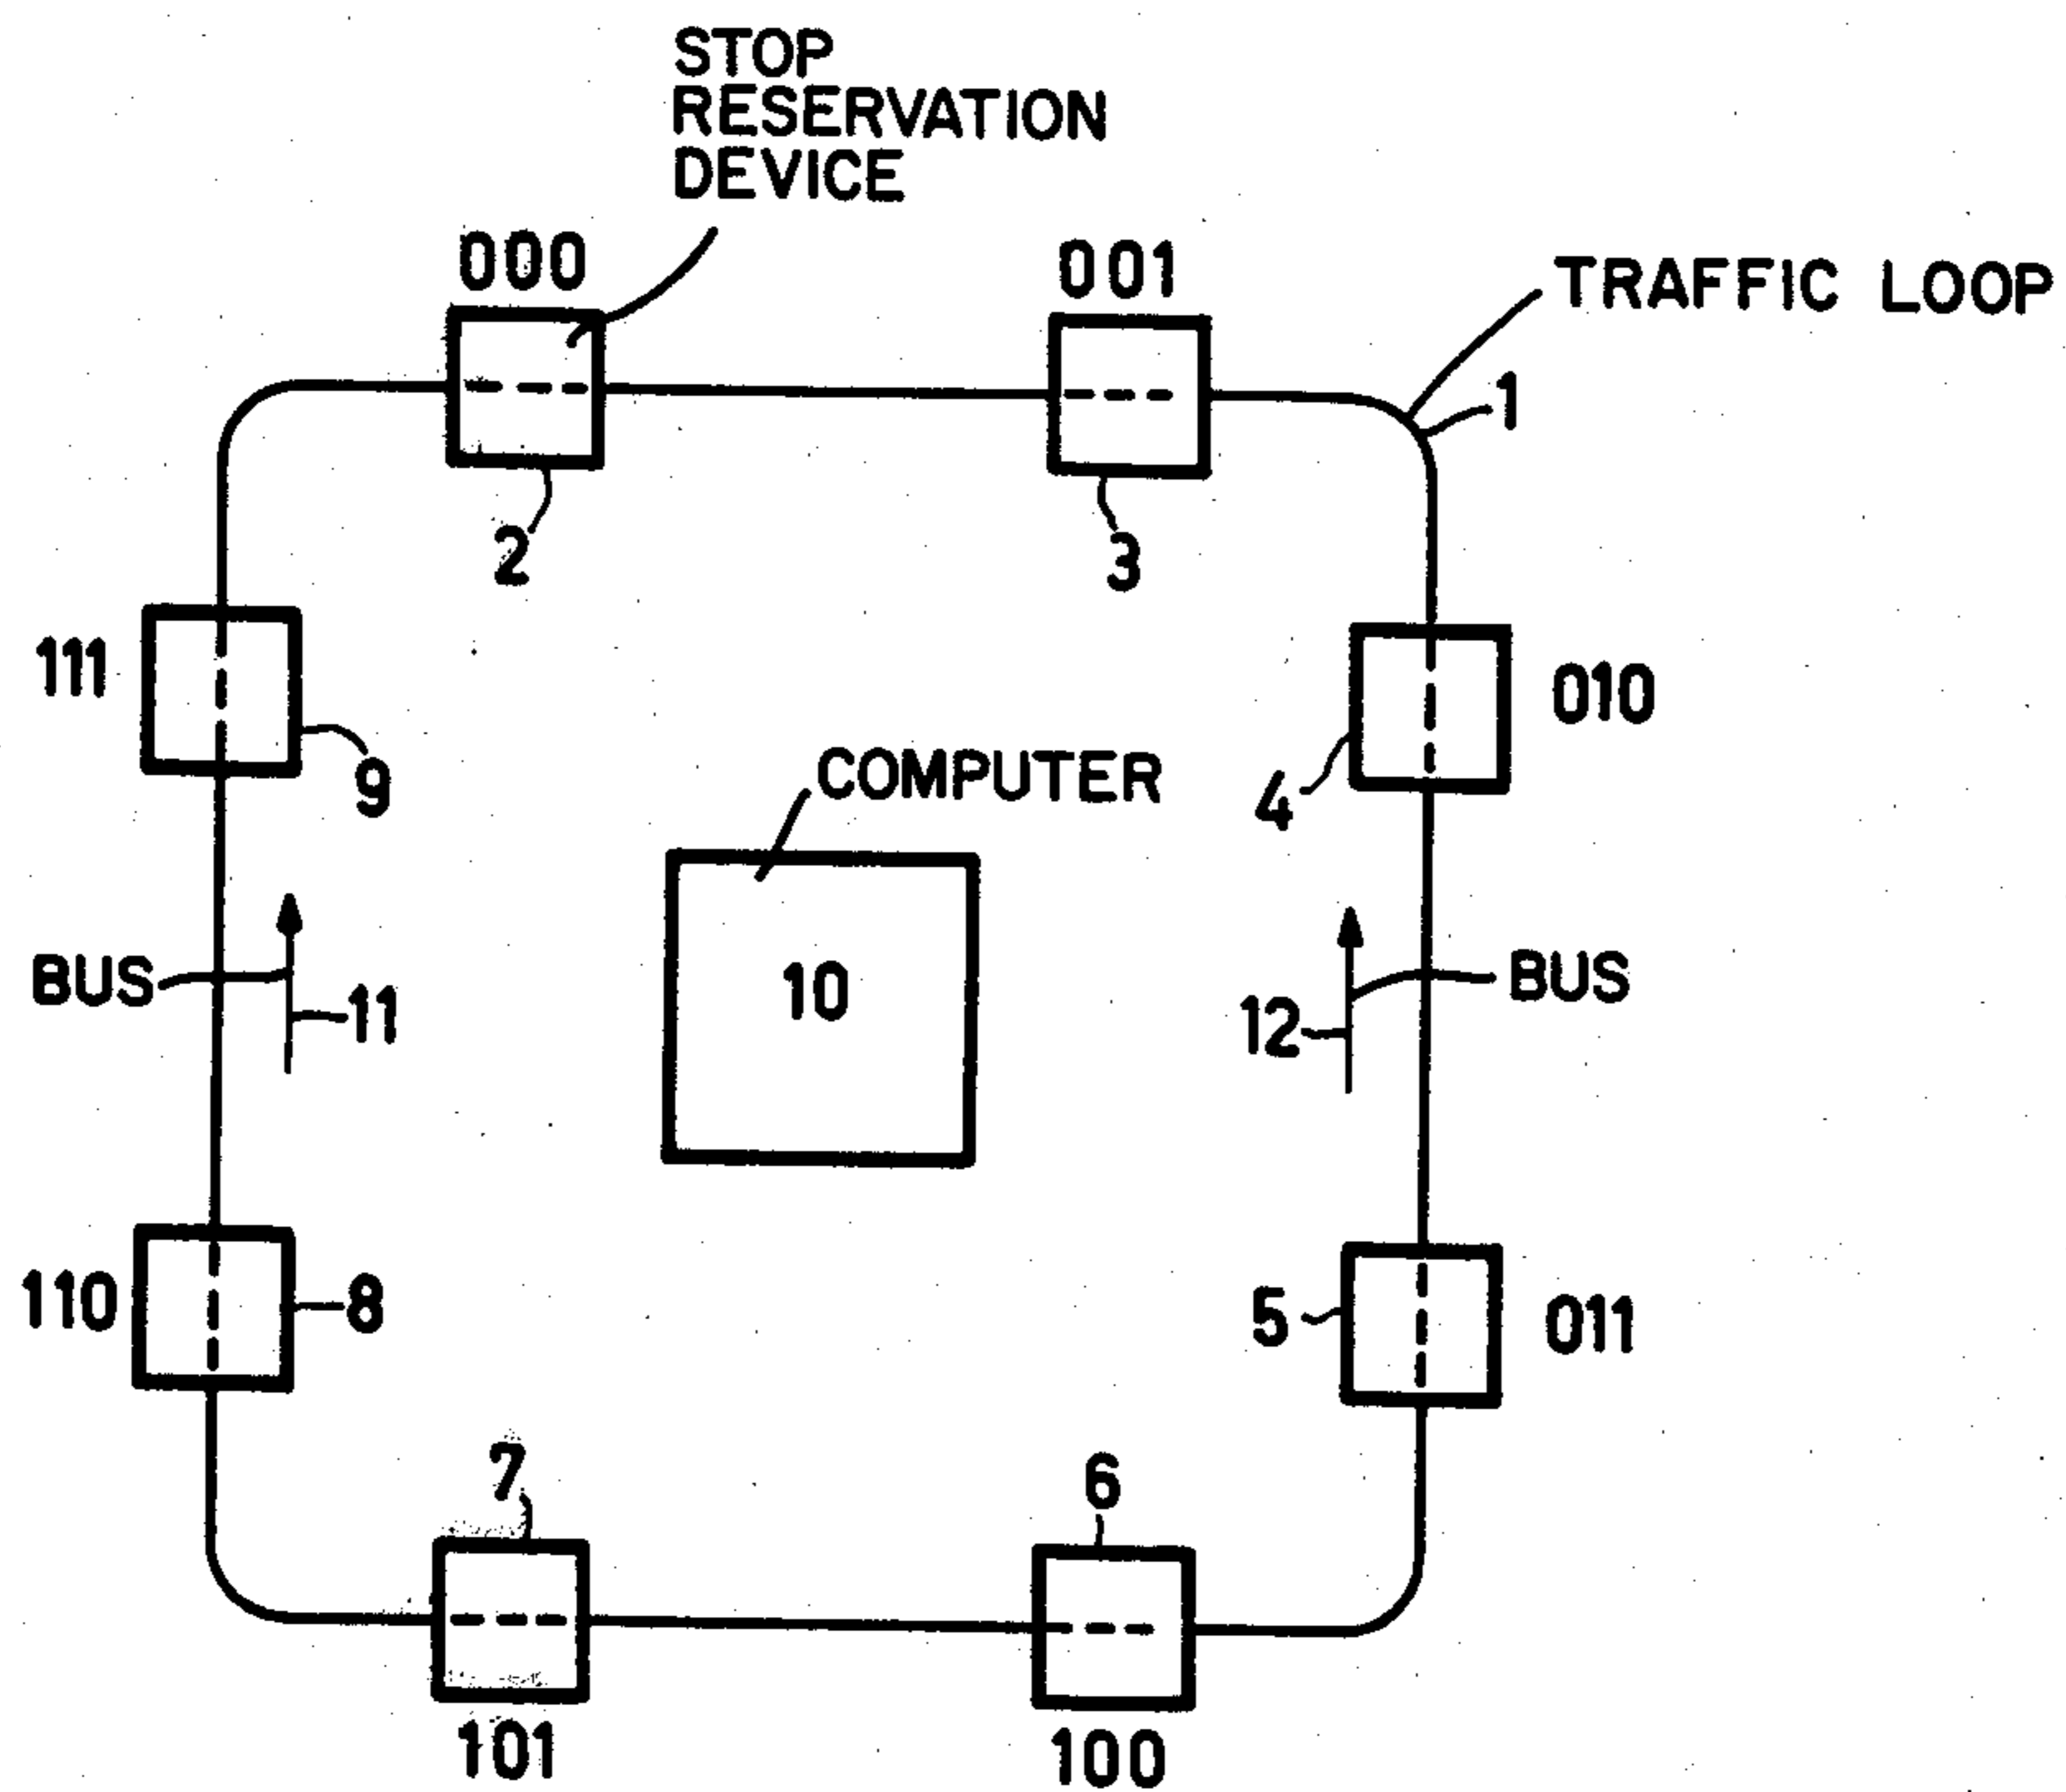 STOP
RESERVATION
DEVICE
000
001
TRAFFIC LOOP
1
2
3
111
010
9
COMPUTER
4
10
BUS
11
12
BUS
110
8
5
011
7
6
101
100